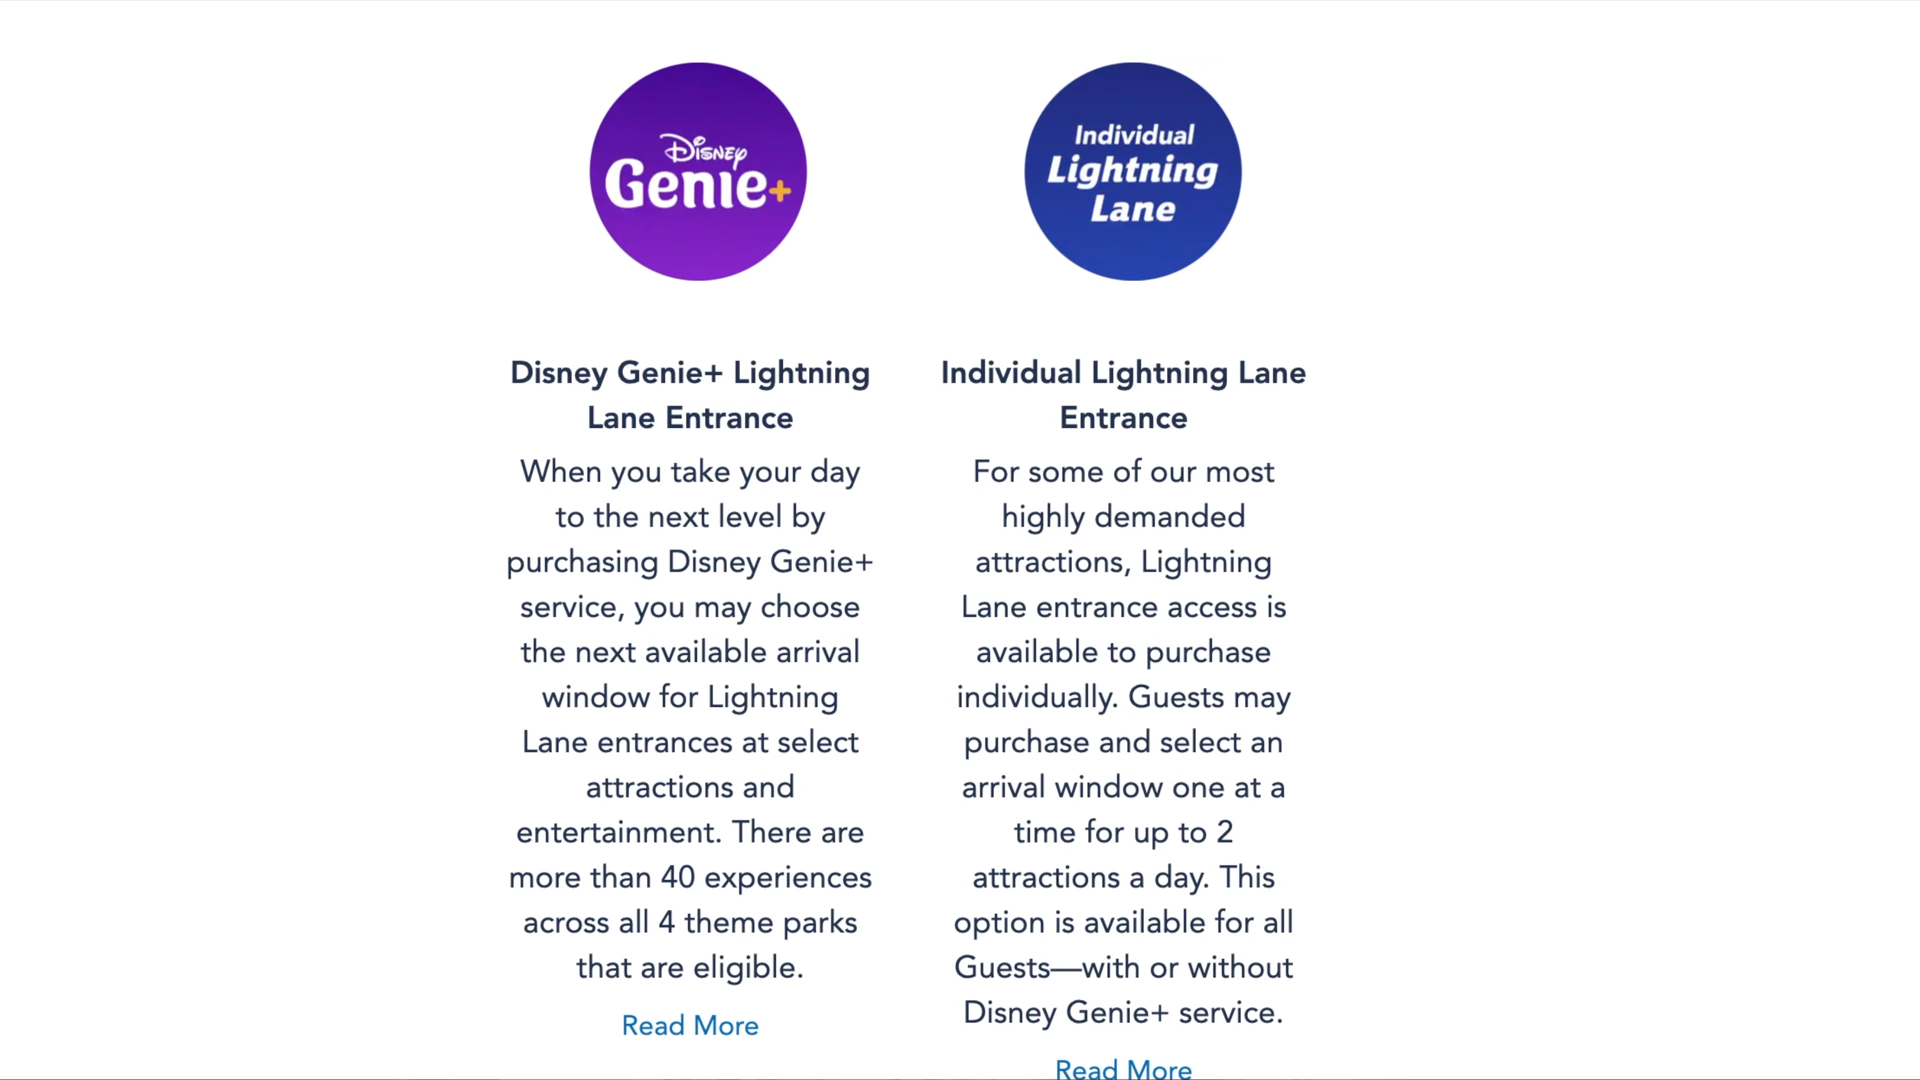 Disney
Genie+
Individual
Lightning
Lane
Disney Genie+ Lightning
Lane Entrance
When you take your day
to the next level by
purchasing Disney Genie+
service, you may choose
the next available arrival
window for Lightning
Lane entrances at select
attractions and
entertainment. There are
more than 40 experiences
across all 4 theme parks
that are eligible.
Read More
Individual Lightning Lane
Entrance
For some of our most
highly demanded
attractions, Lightning
Lane entrance access is
available to purchase
individually. Guests may
purchase and select an
arrival window one at a
time for up to 2
attractions a day. This
option is available for all
Guests—with or without
Disney Genie+ service.
Read More